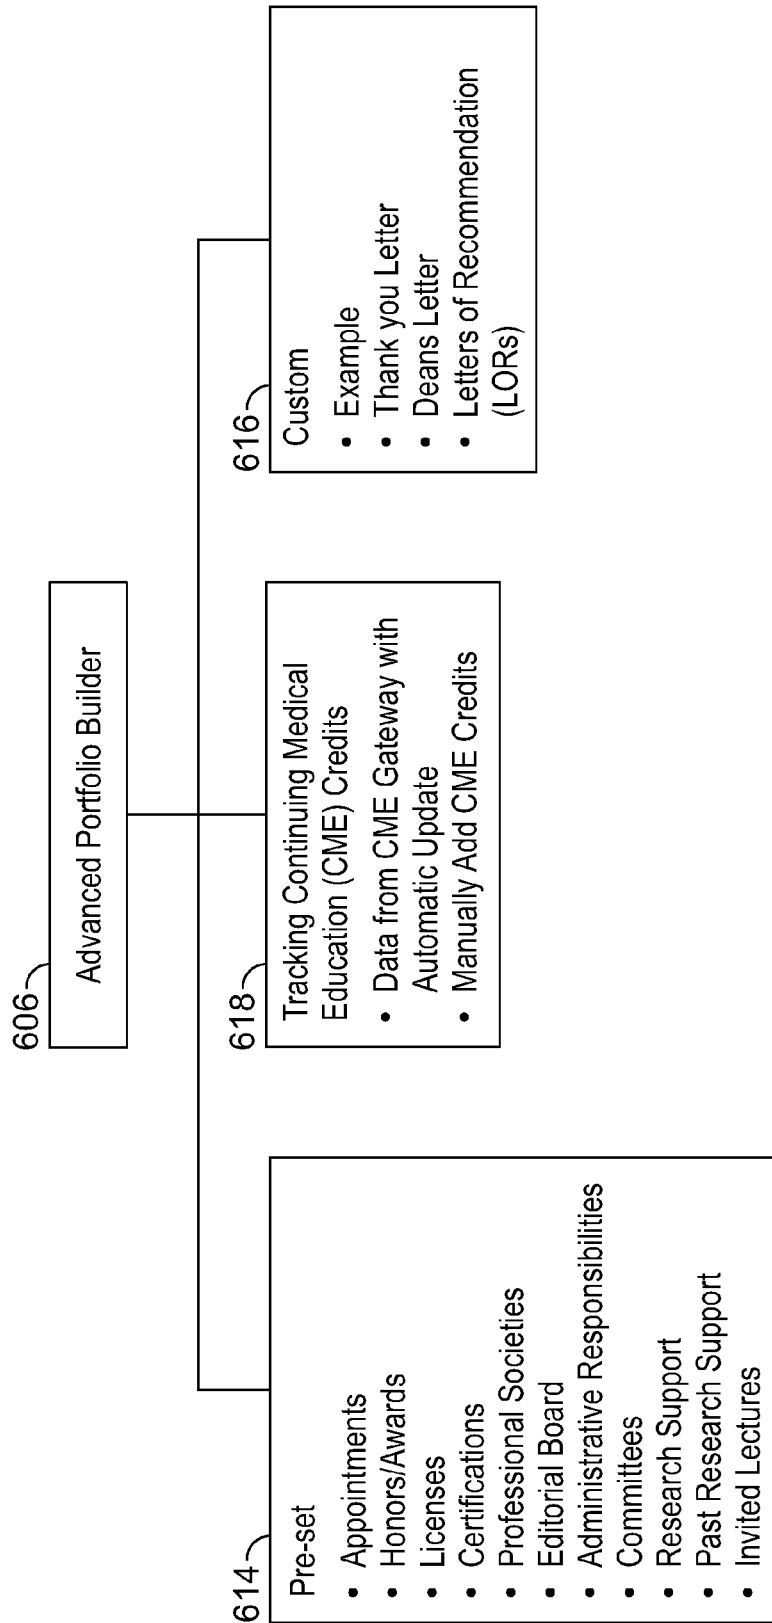 606
Advanced Portfolio Builder
614
Pre-set
• Appointments
• Honors/Awards
• Licenses
• Certifications
• Professional Societies
• Editorial Board
• Administrative Responsibilities
• Committees
• Research Support
• Past Research Support
• Invited Lectures
618
Tracking Continuing Medical
Education (CME) Credits
• Data from CME Gateway with
Automatic Update
• Manually Add CME Credits
616
Custom
• Example
• Thank you Letter
• Deans Letter
• Letters of Recommendation
(LORs)